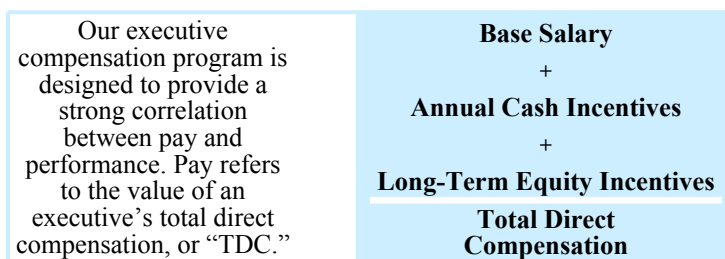 Our executive
compensation program is
designed to provide a
strong correlation
between pay and
performance. Pay refers
to the value of an
executive’s total direct
compensation, or “TDC.”
Base Salary
+
Annual Cash Incentives
+
Long-Term Equity Incentives
Total Direct
Compensation